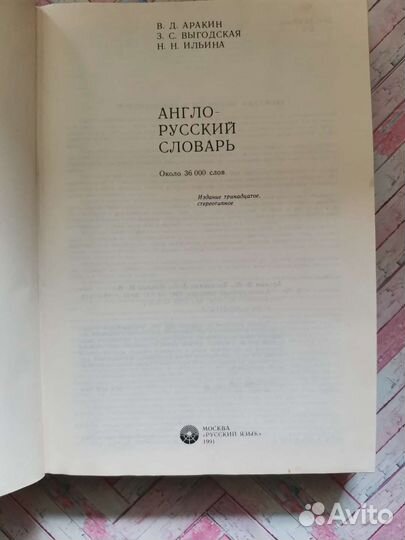 В. Д. АРАКИН
З. С. ВЫГОДСКАЯ
Н. Н. ИЛЬИНА
АНГЛО-
РУССКИЙ
СЛОВАРЬ
Около 36 000 слов
Издание тринадцатое,
стереотипное
МОСКВА
«РУССКИЙ ЯЗЫК»
1991
Avito